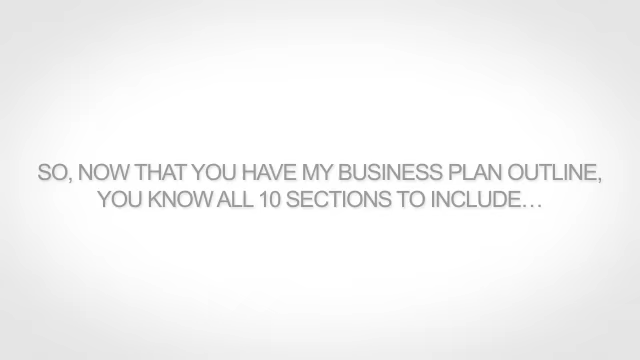 SO, NOW THAT YOU HAVE MY BUSINESS PLAN OUTLINE,
YOU KNOW ALL 10 SECTIONS TO INCLUDE…